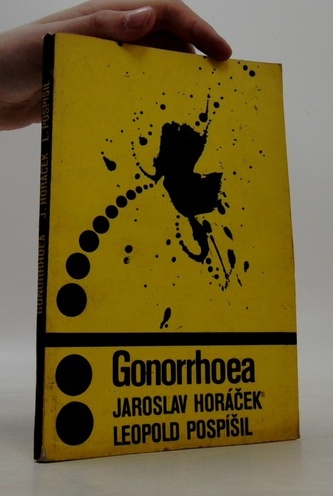 Gonorrhoea
JAROSLAV HORÁČEK
LEOPOLD POSPÍŠIL
GONORRHOEA J. HORÁČEK L. POSPÍŠIL